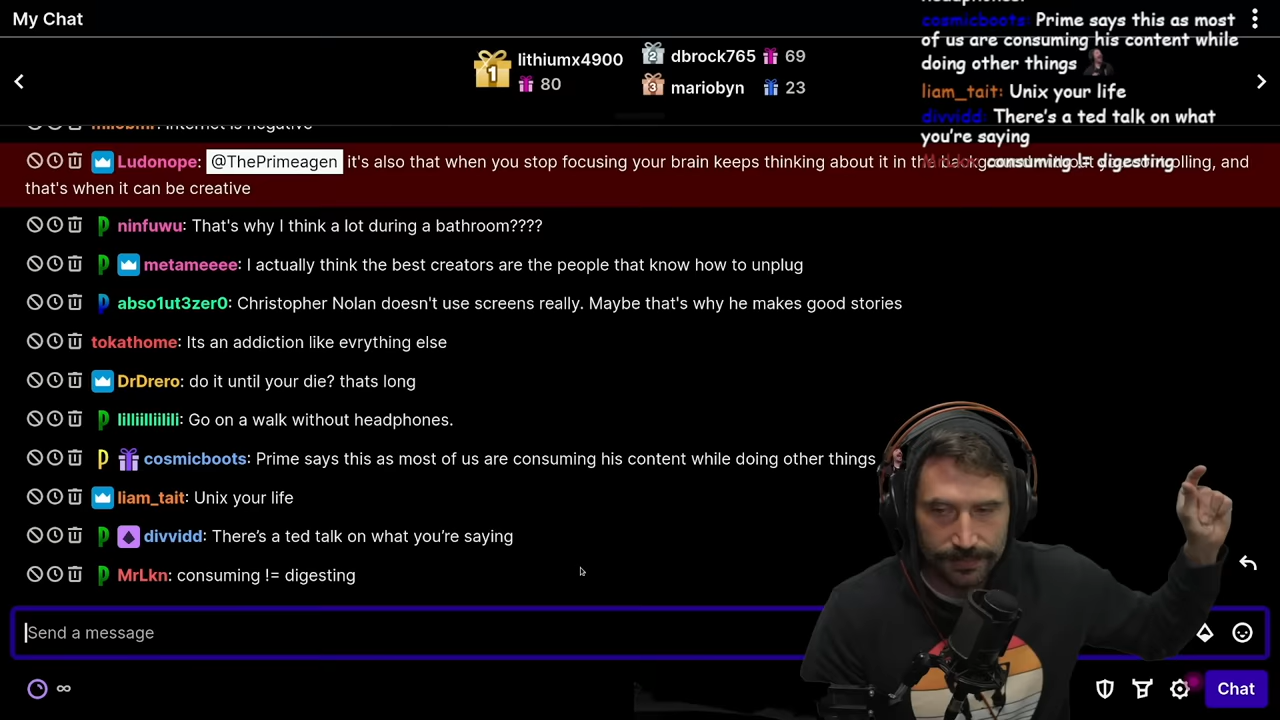 My Chat
1 lithiumx4900
80
2 dbrock765 69
3 mariobyn 23
cosmicboots: Prime says this as most
of us are consuming his content while
doing other things
liam_tait: Unix your life
divvidd: There's a ted talk on what
you're saying
consuming != digesting
Ludonope: @ThePrimeagen it's also that when you stop focusing your brain keeps thinking about it in the and
that's when it can be creative
ninfuwu: That's why I think a lot during a bathroom????
metameeee: I actually think the best creators are the people that know how to unplug
abso1ut3zer0: Christopher Nolan doesn't use screens really. Maybe that's why he makes good stories
tokathome: Its an addiction like evrything else
DrDrero: do it until your die? thats long
Go on a walk without headphones.
cosmicboots: Prime says this as most of us are consuming his content while doing other things
liam_tait: Unix your life
divvidd: There's a ted talk on what you're saying
MrLkn: consuming != digesting
Send a message
∞
Chat